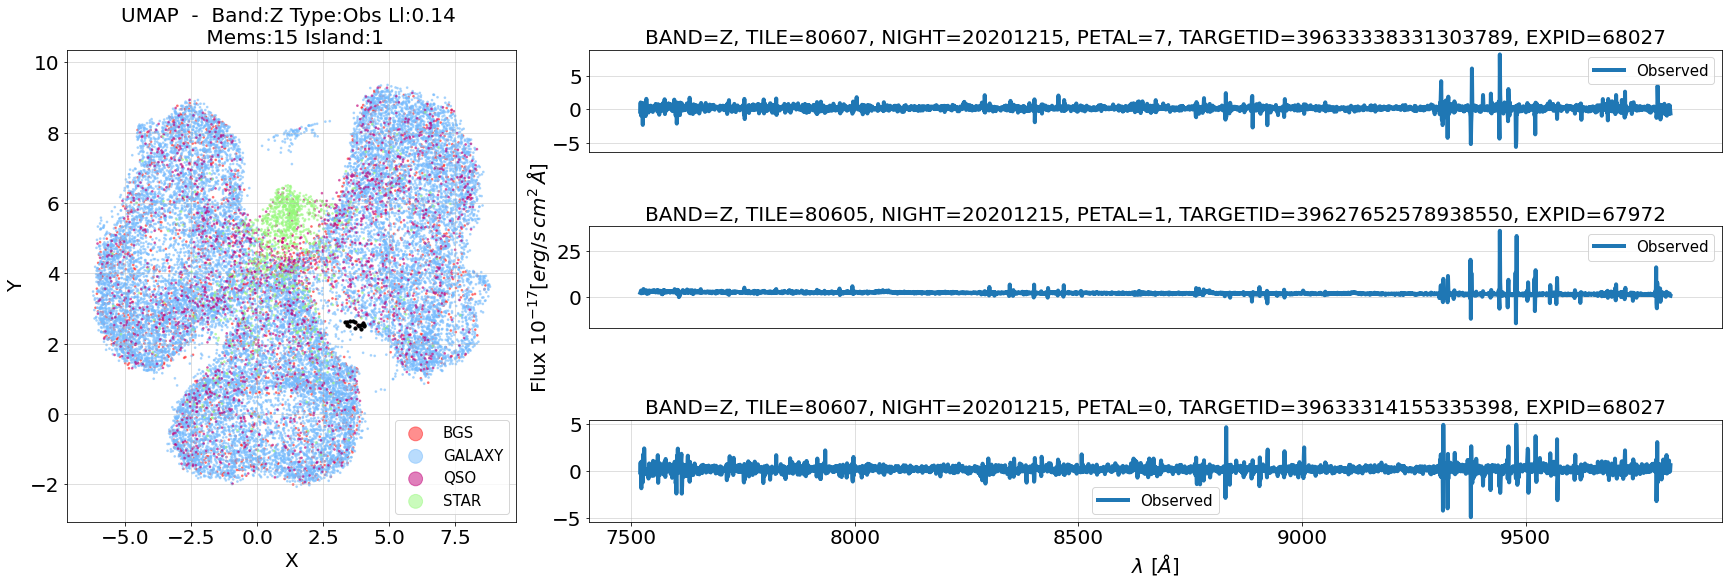 UMAP  -  Band:Z Type:Obs Ll:0.14
Mems:15 Island:1
10
8
6
4
2
0
−2
Y
−5.0
−2.5
0.0
2.5
5.0
7.5
X
BGS
GALAXY
QSO
STAR
Flux 10⁻¹⁷[erg/s cm² Å]
BAND=Z, TILE=80607, NIGHT=20201215, PETAL=7, TARGETID=39633338331303789, EXPID=68027
5
0
−5
Observed
BAND=Z, TILE=80605, NIGHT=20201215, PETAL=1, TARGETID=39627652578938550, EXPID=67972
25
0
Observed
BAND=Z, TILE=80607, NIGHT=20201215, PETAL=0, TARGETID=39633314155335398, EXPID=68027
5
0
−5
Observed
7500
8000
8500
9000
9500
λ [Å]